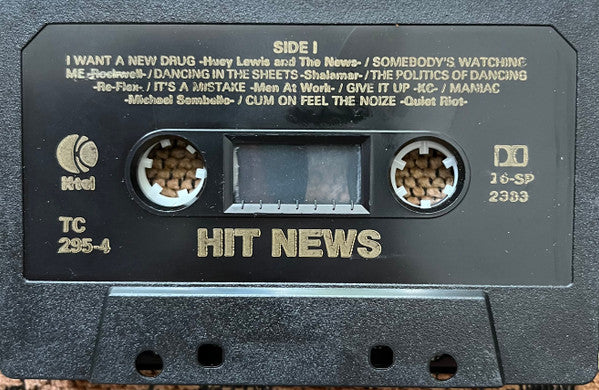 SIDE I
I WANT A NEW DRUG -Huey Lewis and The News- / SOMEBODY'S WATCHING
ME -Rockwell- / DANCING IN THE SHEETS -Shalamar- / THE POLITICS OF DANCING
-Re-Flex- / IT'S A MISTAKE -Men At Work- / GIVE IT UP -KC- / MANIAC
-Michael Sembello- / CUM ON FEEL THE NOIZE -Quiet Riot-
K
Ktel
16-SP
2383
TC
295-4
HIT NEWS